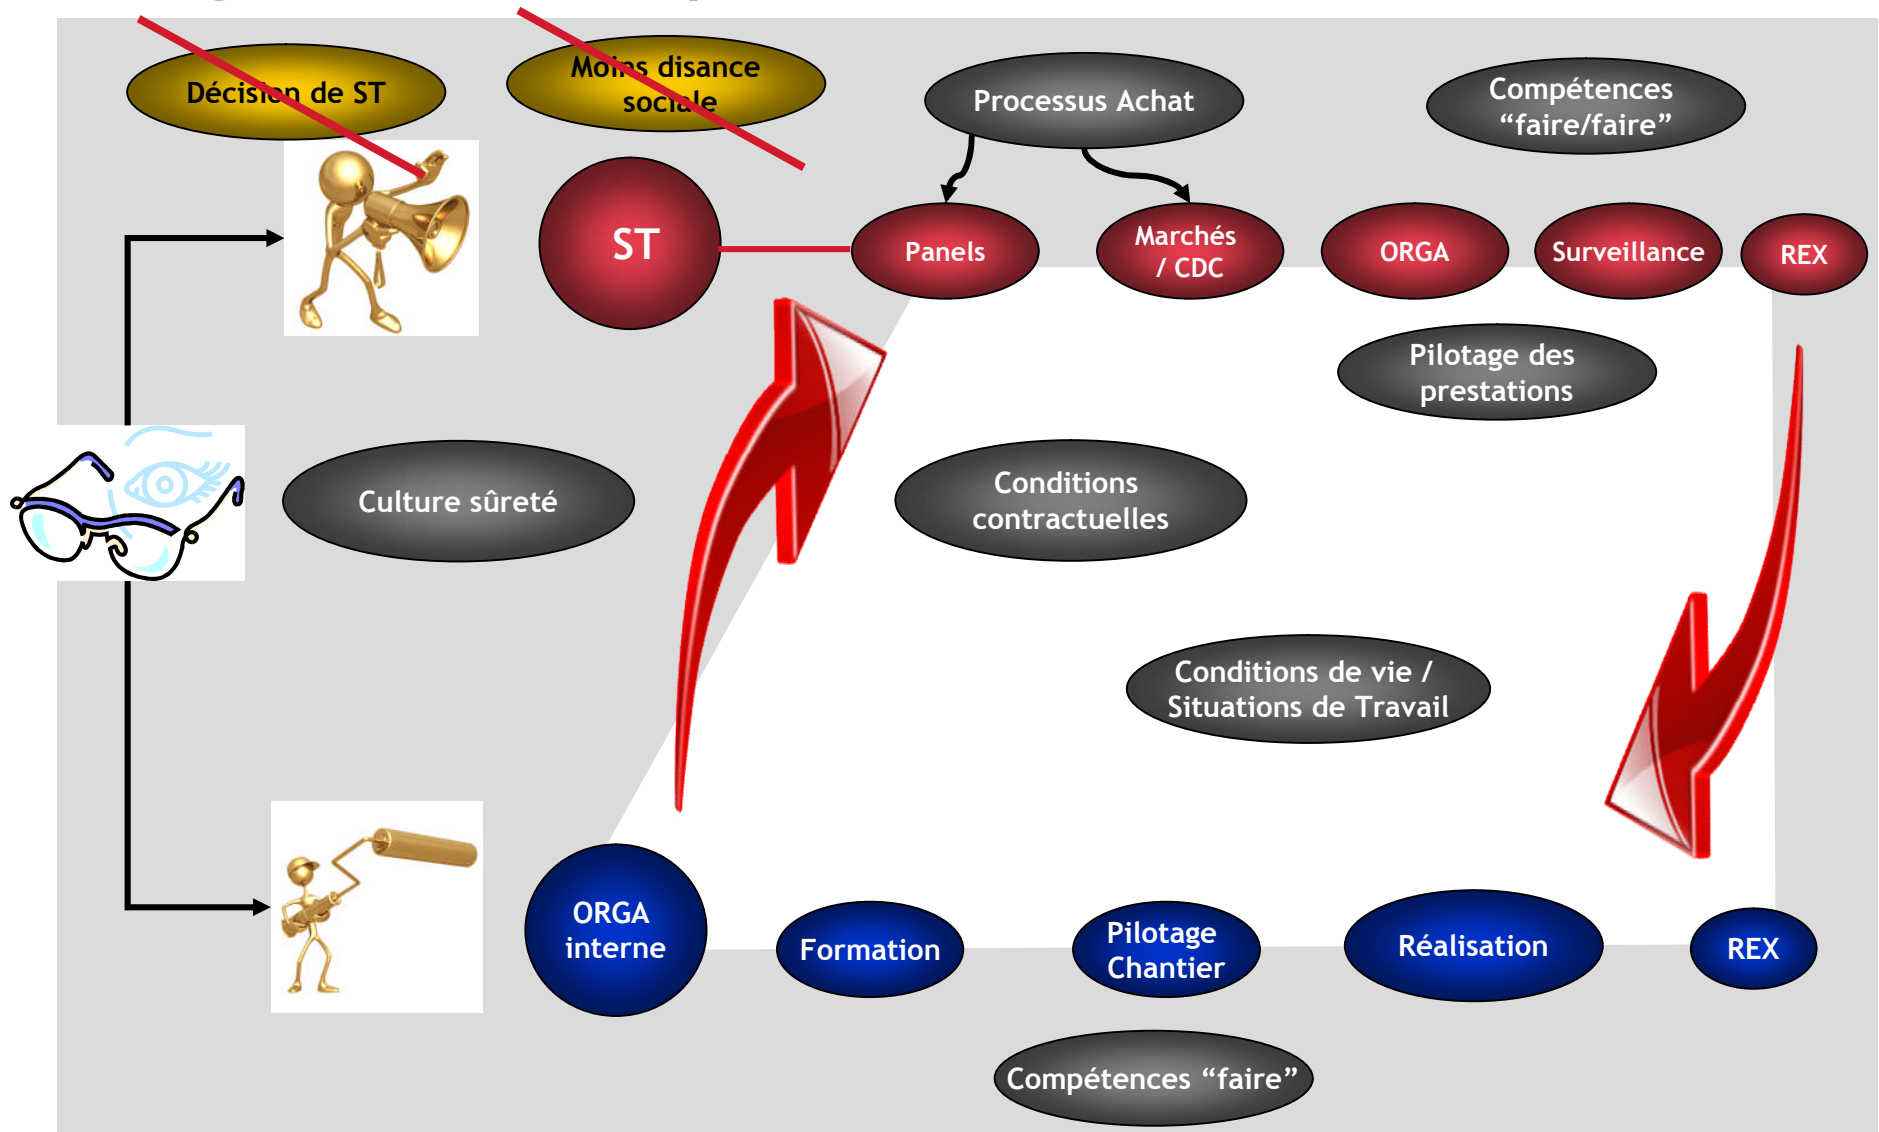 Décision de ST
Moins disance
sociale
Processus Achat
Compétences
“faire/faire”
ST
Panels
Marchés
/ CDC
ORGA
Surveillance
REX
Pilotage des
prestations
Culture sûreté
Conditions
contractuelles
Conditions de vie /
Situations de Travail
ORGA
interne
Formation
Pilotage
Chantier
Réalisation
REX
Compétences “faire”